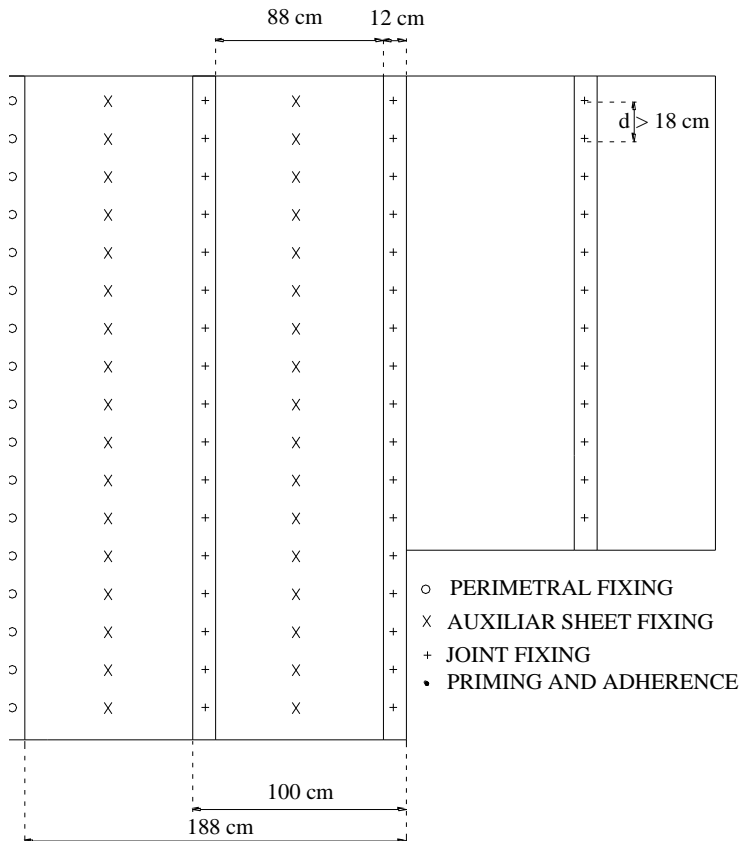 88 cm
12 cm
d > 18 cm
PERIMETRAL FIXING
AUXILIAR SHEET FIXING
JOINT FIXING
PRIMING AND ADHERENCE
100 cm
188 cm